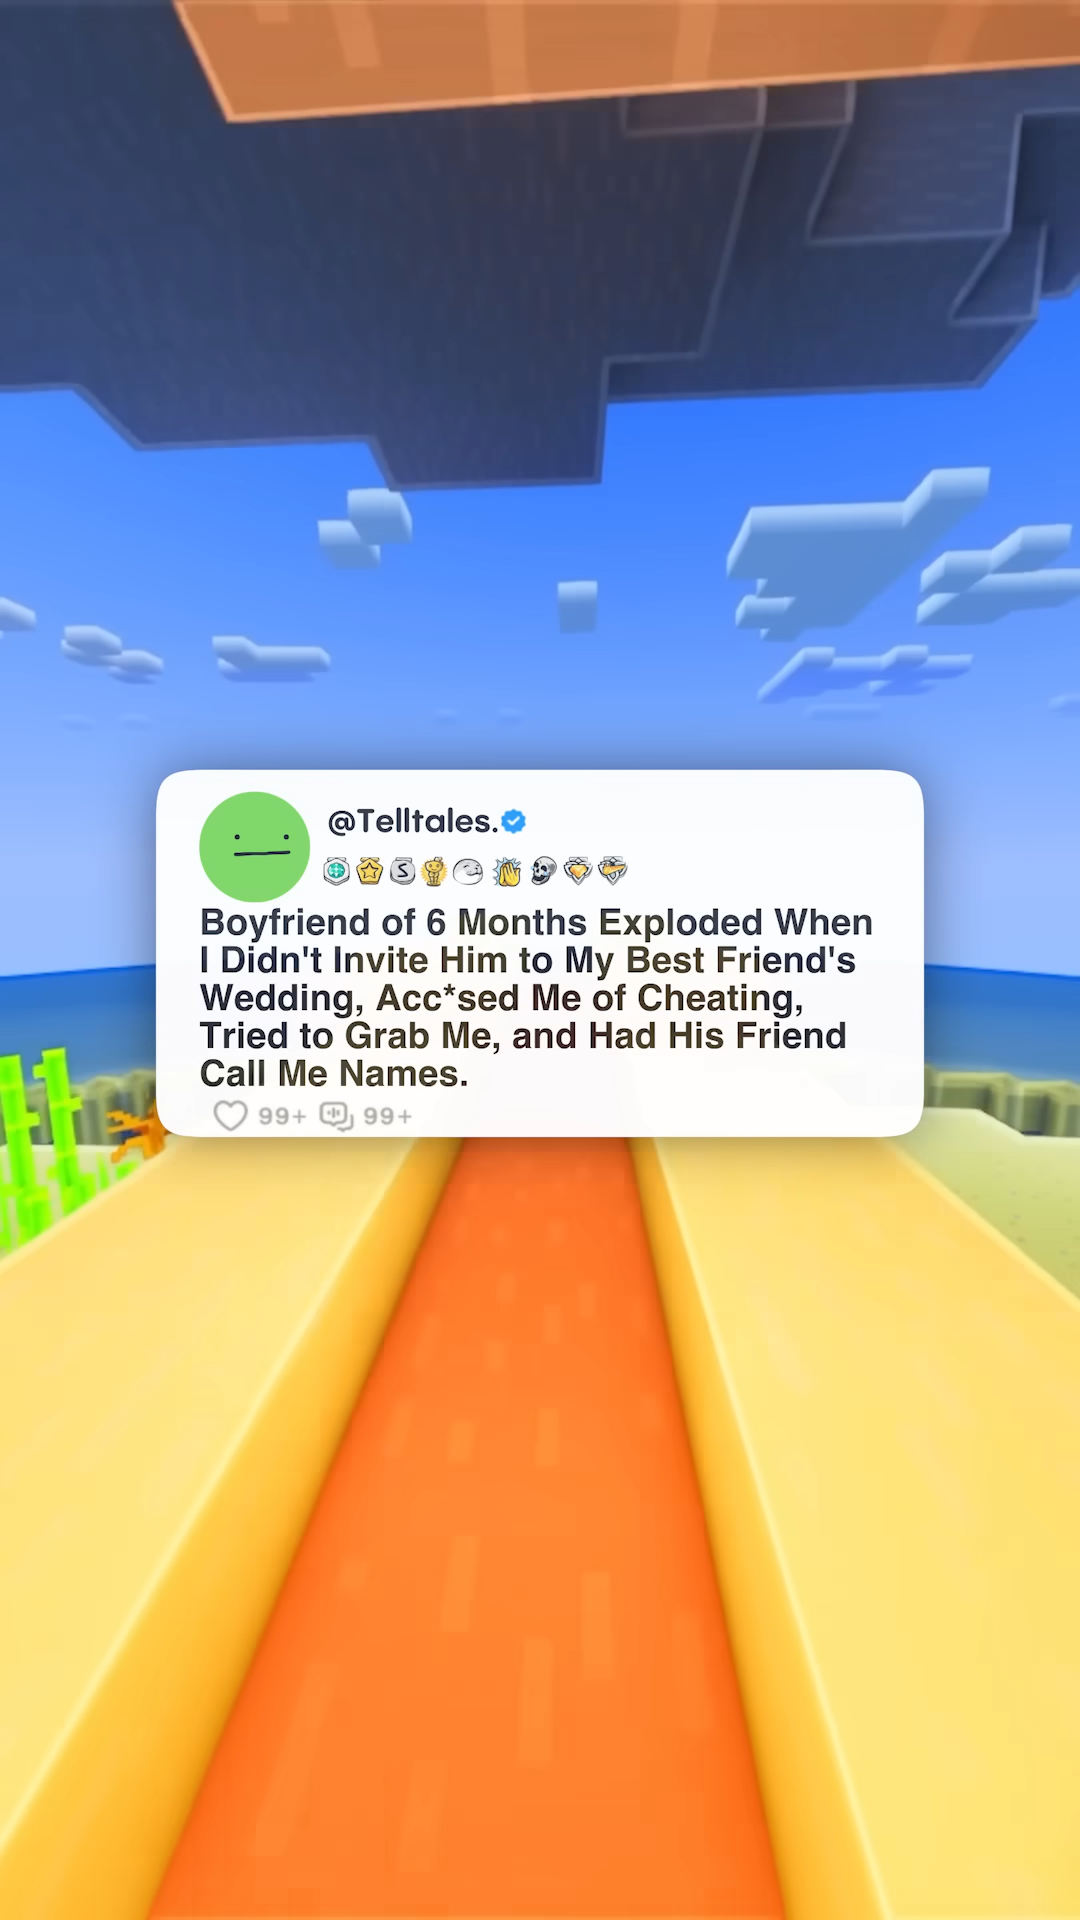 @Telltales.
Boyfriend of 6 Months Exploded When
I Didn't Invite Him to My Best Friend's
Wedding, Acc*sed Me of Cheating,
Tried to Grab Me, and Had His Friend
Call Me Names.
99+ 99+